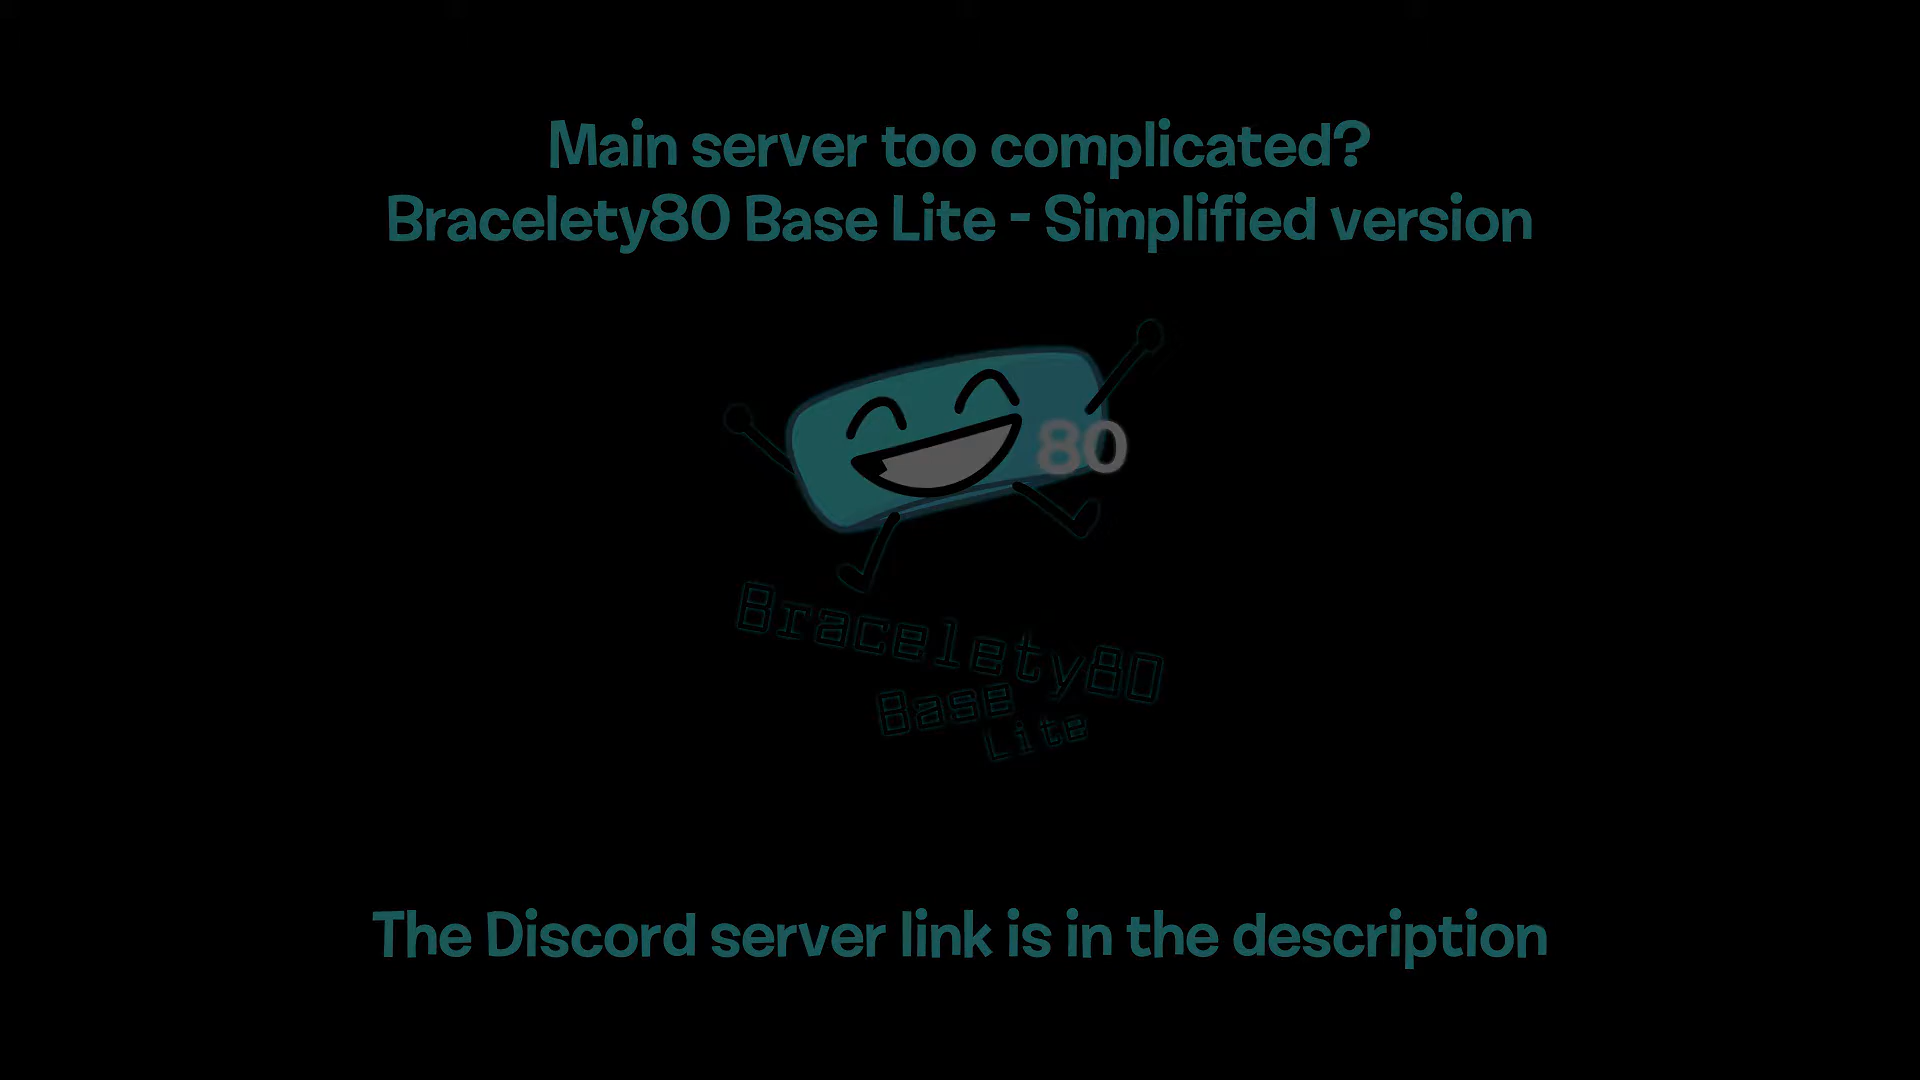 Main server too complicated?
Bracelety80 Base Lite - Simplified version
80
Bracelety80
Base
Lite
The Discord server link is in the description